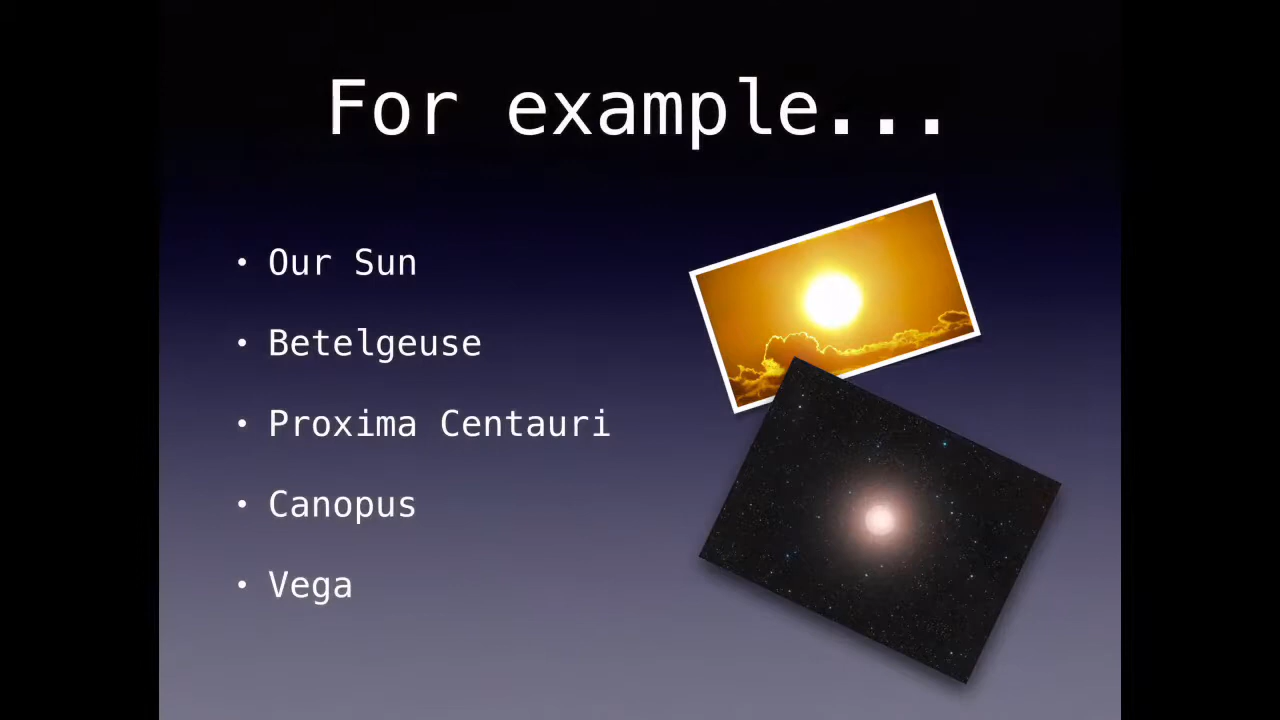 For example...
• Our Sun
• Betelgeuse
• Proxima Centauri
• Canopus
• Vega